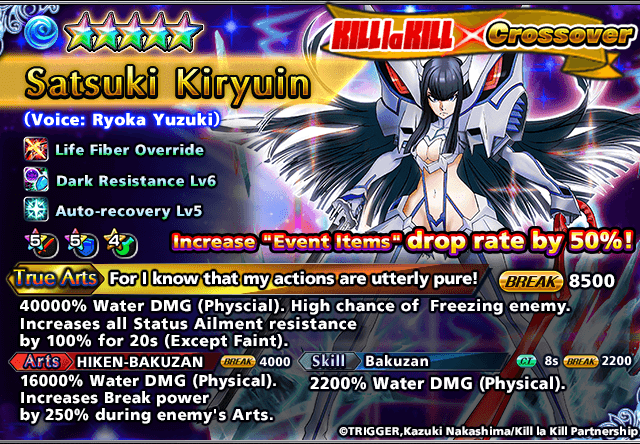 KILL la KILL × Crossover
Satsuki Kiryuin
(Voice: Ryoka Yuzuki)
Life Fiber Override
Dark Resistance Lv6
Auto-recovery Lv5
5 5 4
Increase "Event Items" drop rate by 50%!
True Arts For I know that my actions are utterly pure! BREAK 8500
40000% Water DMG (Physcial). High chance of Freezing enemy.
Increases all Status Ailment resistance
by 100% for 20s (Except Faint).
Arts HIKEN-BAKUZAN BREAK 4000
16000% Water DMG (Physical).
Increases Break power
by 250% during enemy's Arts.
Skill Bakuzan C.T. 8s BREAK 2200
2200% Water DMG (Physical).
©TRIGGER,Kazuki Nakashima/Kill la Kill Partnership